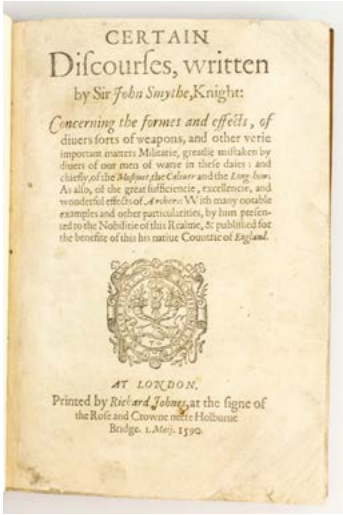 CERTAIN
Diſcourſes, written
by Sir John Smythe, Knight:
Concerning the formes and effects, of
diuers ſorts of weapons, and other verie
important matters Militarie, greatlie miſtaken by
diuers of our men of warre in theſe daies; and
chiefly, of the Moſquet, the Caliuer and the Long-bow;
As alſo, of the great ſufficiencie, excellencie, and
wonderful effects of Archers: With many notable
examples and other particularities, by him preſen-
ted to the Nobilitie of this Realme, & publiſhed for
the benefite of this his natiue Countrie of England.
AT LONDON,
Printed by Richard Johnes, at the ſigne of
the Roſe and Crowne neere Holburne
Bridge. 1. Maij. 1590.